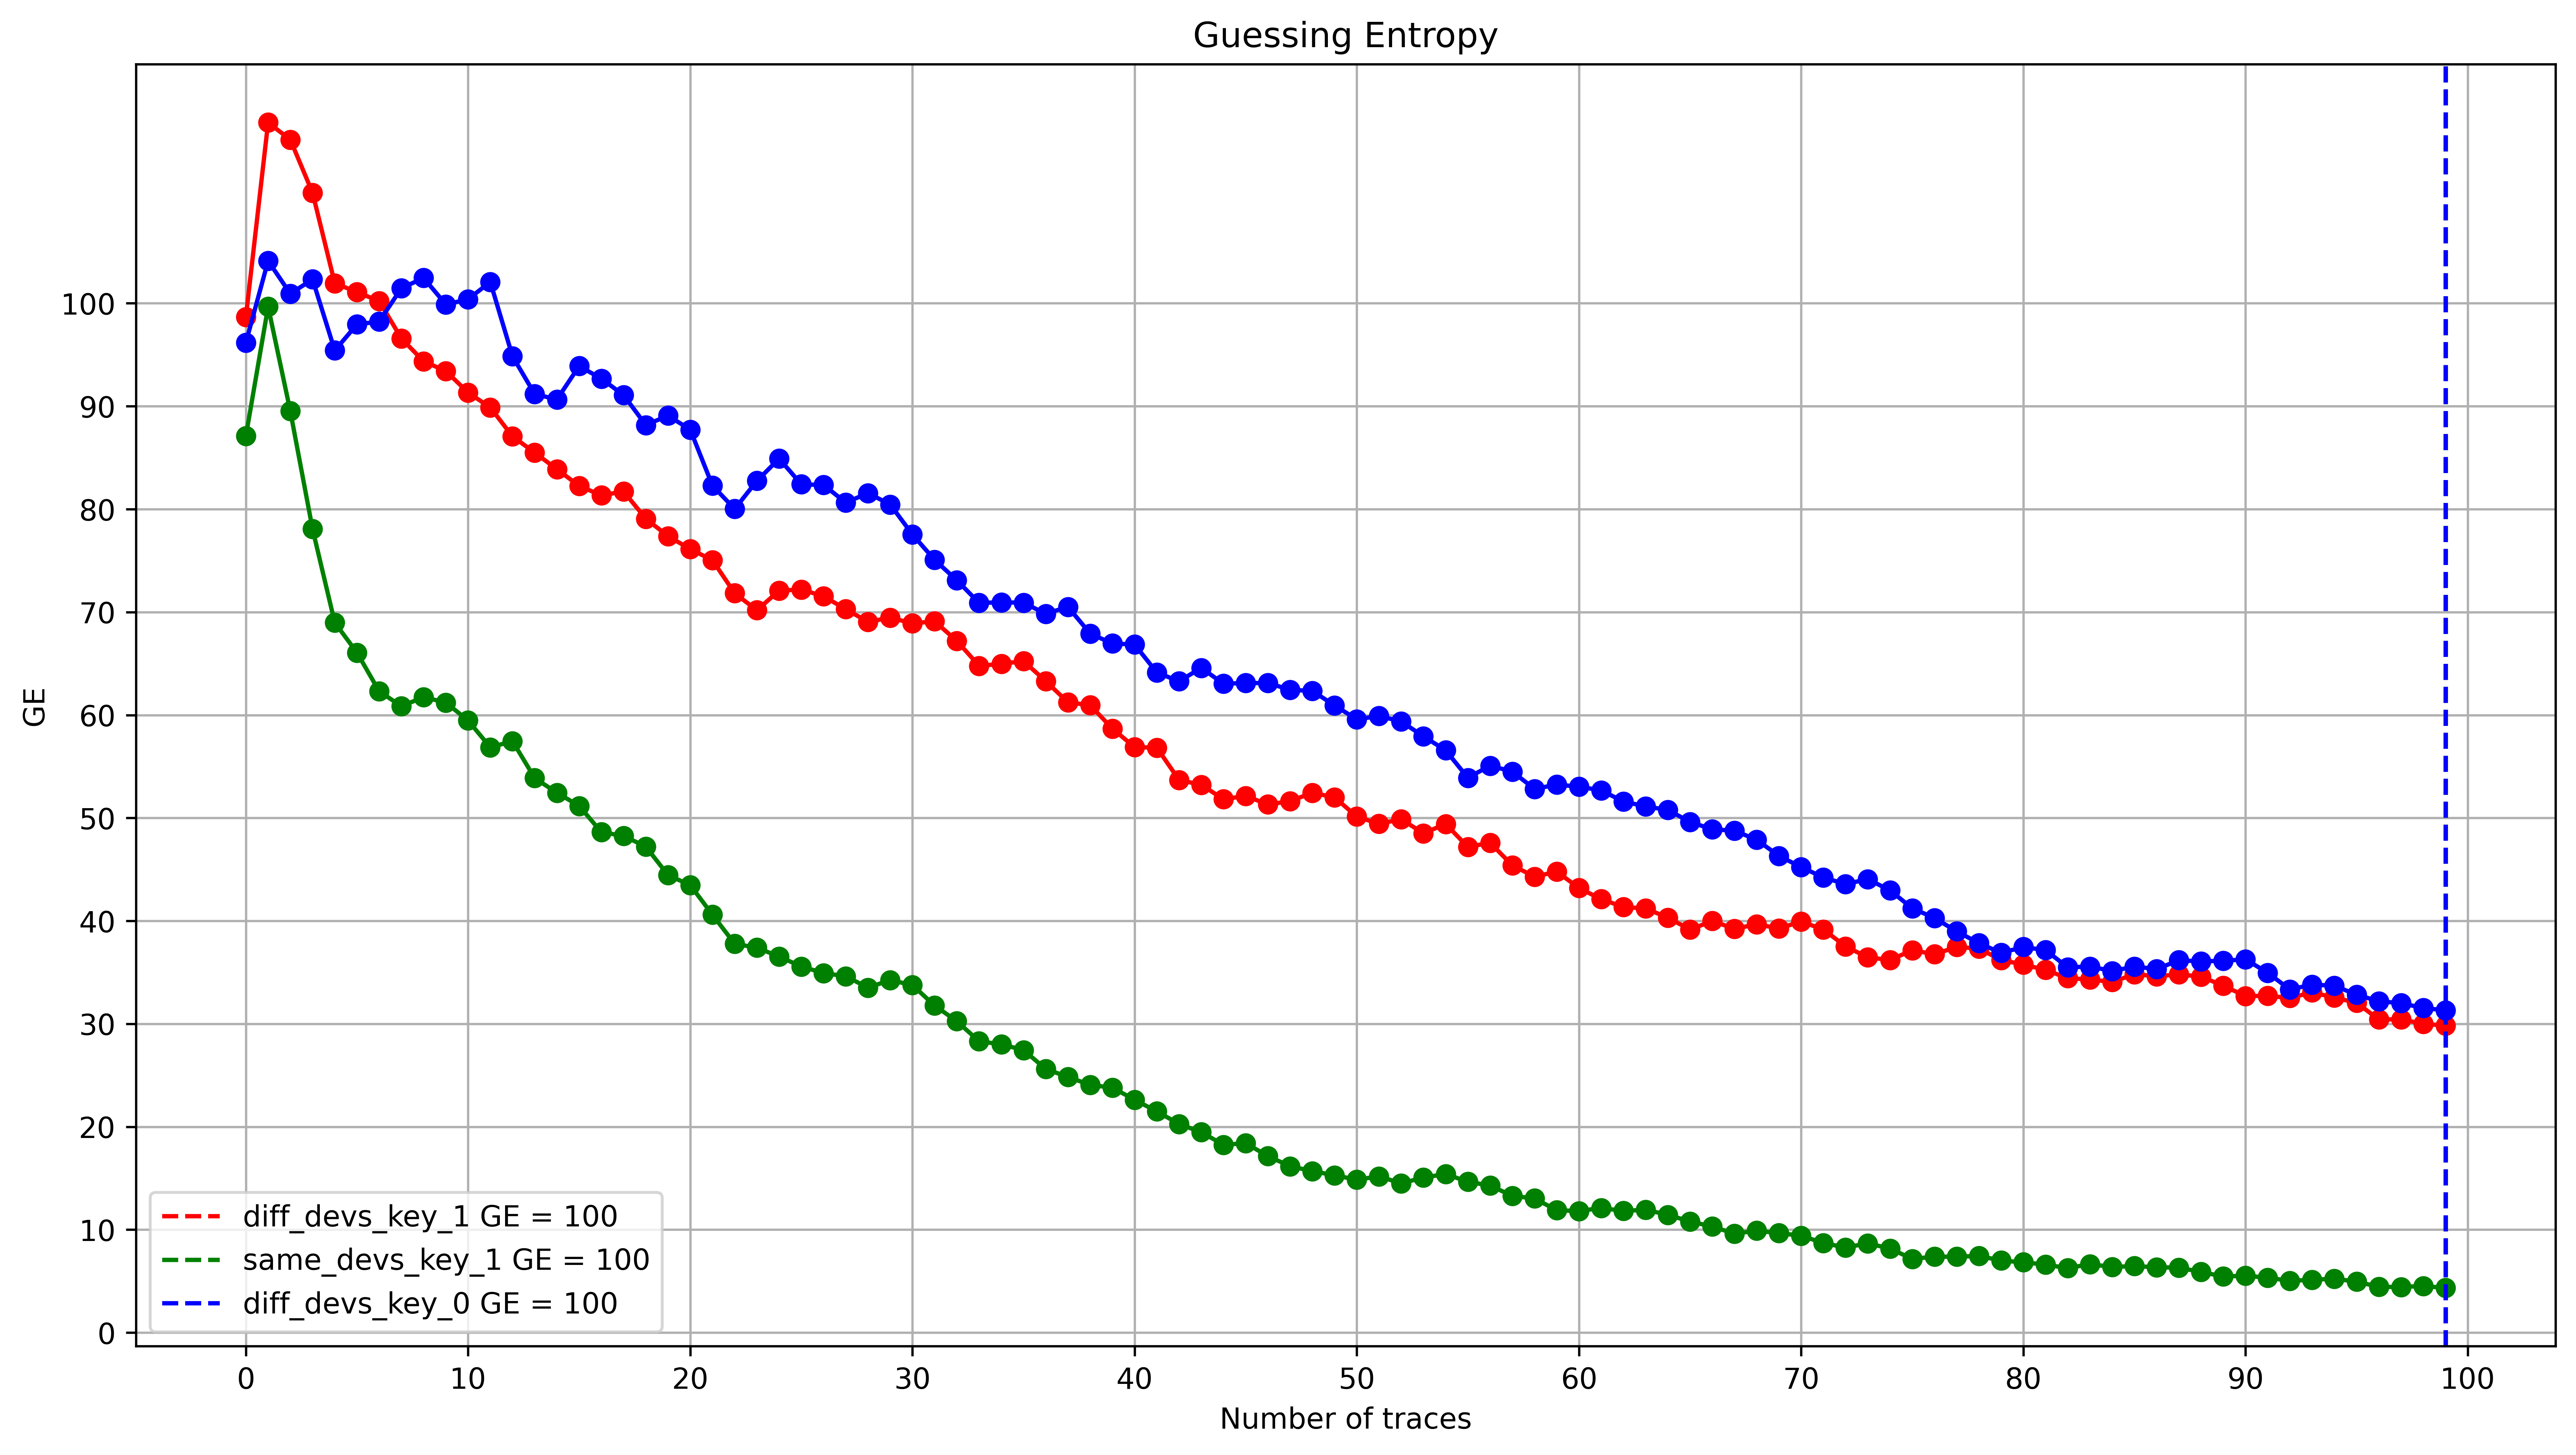 Guessing Entropy
100
90
80
70
60
50
40
30
20
10
0
GE
diff_devs_key_1 GE = 100
same_devs_key_1 GE = 100
diff_devs_key_0 GE = 100
0 10 20 30 40 50 60 70 80 90 100
Number of traces